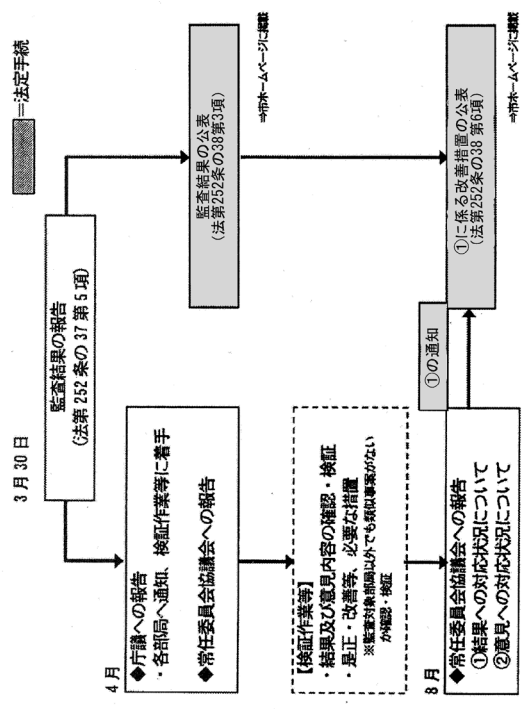 ＝法定手続
3月30日
監査結果の報告
(法第252条の37第5項)
4月
◆庁議への報告
・各部局へ通知、検証作業等に着手
◆常任委員会協議会への報告
監査結果の公表
(法第252条の38第3項)
⇒市ホームページに掲載
【検証作業等】
・結果及び意見内容の確認・検証
・是正・改善等、必要な措置
※監査対象部局以外でも類似事案がない
か確認・検証
8月
◆常任委員会協議会への報告
①結果への対応状況について
②意見への対応状況について
①の通知
①に係る改善措置の公表
(法第252条の38 第6項)
⇒市ホームページに掲載